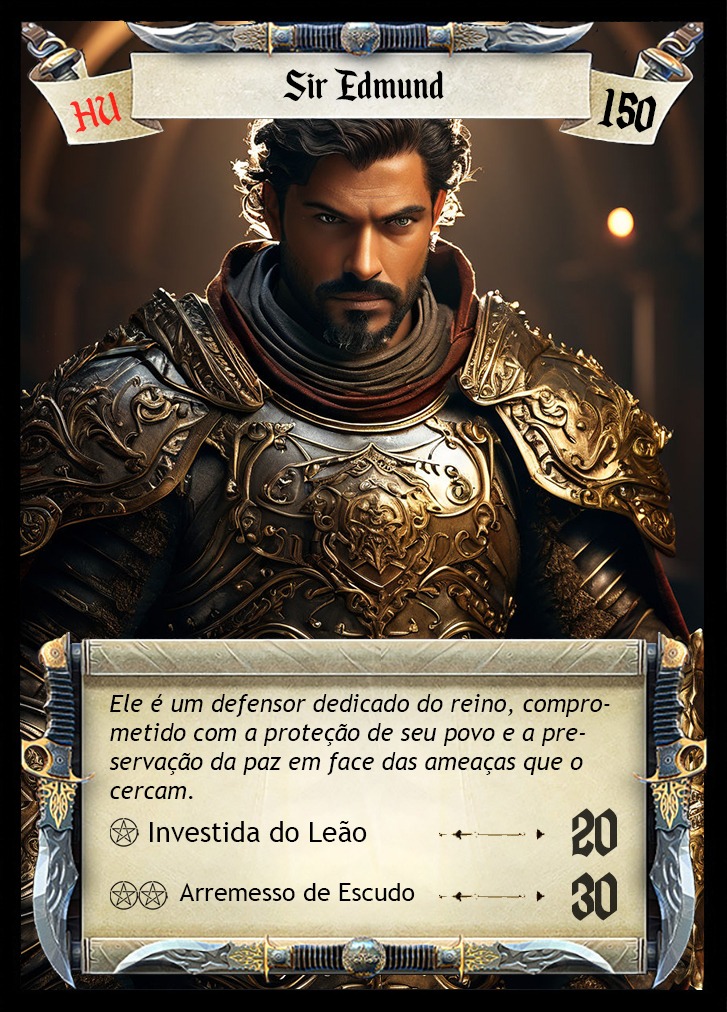 Sir Edmund
HU
150
Ele é um defensor dedicado do reino, compro-
metido com a proteção de seu povo e a pre-
servação da paz em face das ameaças que o
cercam.
Investida do Leão 20
Arremesso de Escudo 30